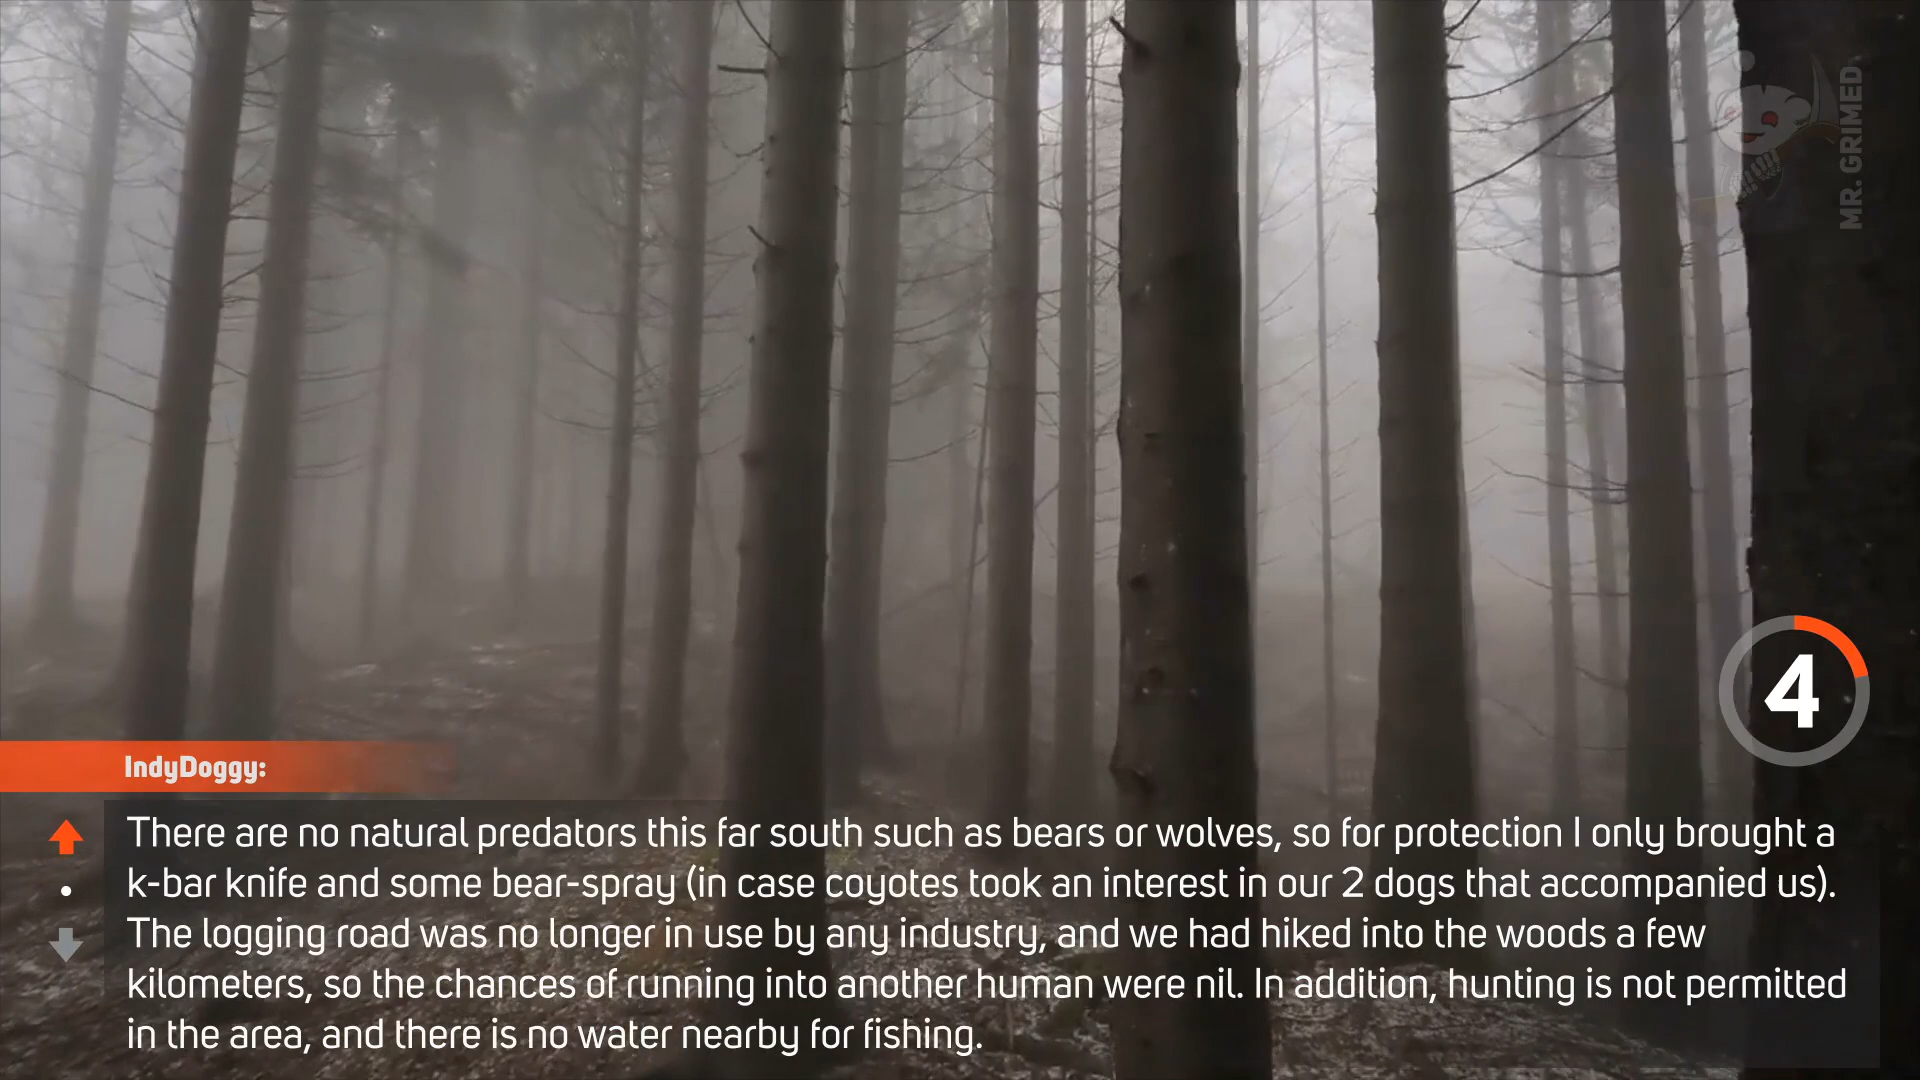 MR. GRIMED
4
IndyDoggy:
There are no natural predators this far south such as bears or wolves, so for protection I only brought a
k-bar knife and some bear-spray (in case coyotes took an interest in our 2 dogs that accompanied us).
The logging road was no longer in use by any industry, and we had hiked into the woods a few
kilometers, so the chances of running into another human were nil. In addition, hunting is not permitted
in the area, and there is no water nearby for fishing.